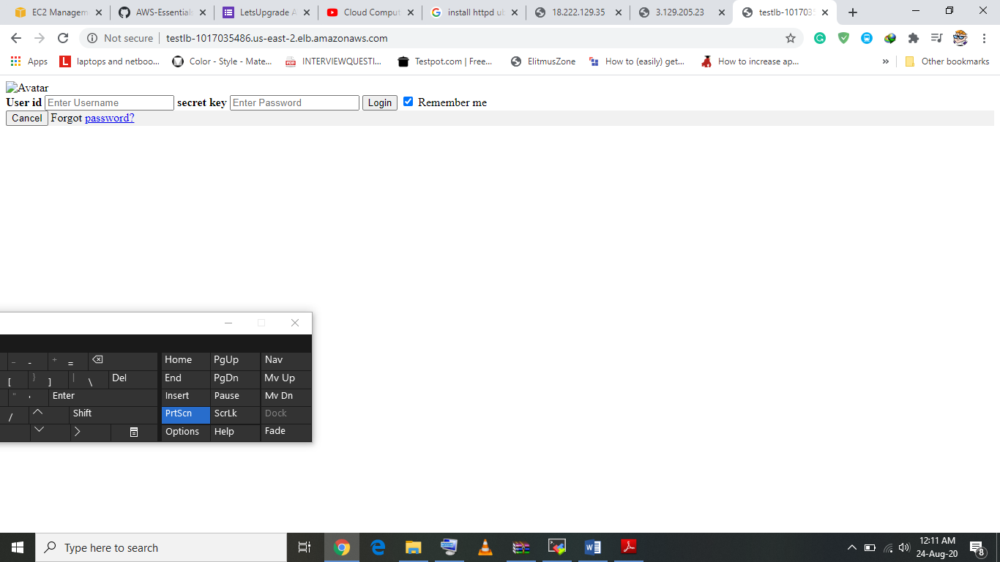 EC2 Managem
AWS-Essential
LetsUpgrade A
Cloud Comput
install httpd ub
18.222.129.35
3.129.205.23
testlb-101703
Not secure
testlb-1017035486.us-east-2.elb.amazonaws.com
Apps
L
laptops and netboo...
Color - Style - Mate...
PDF
INTERVIEWQUESTI...
Testpot.com | Free...
ElitmusZone
How to (easily) get...
How to increase ap...
»
Other bookmarks
Avatar
User id Enter Username secret key Enter Password Login Remember me
Cancel Forgot password?
_ - + = Home PgUp Nav
[ } ] | \ Del End PgDn Mv Up
" ' Enter Insert Pause Mv Dn
/ Shift PrtScn ScrLk Dock
Options Help Fade
Type here to search
12:11 AM
24-Aug-20
8